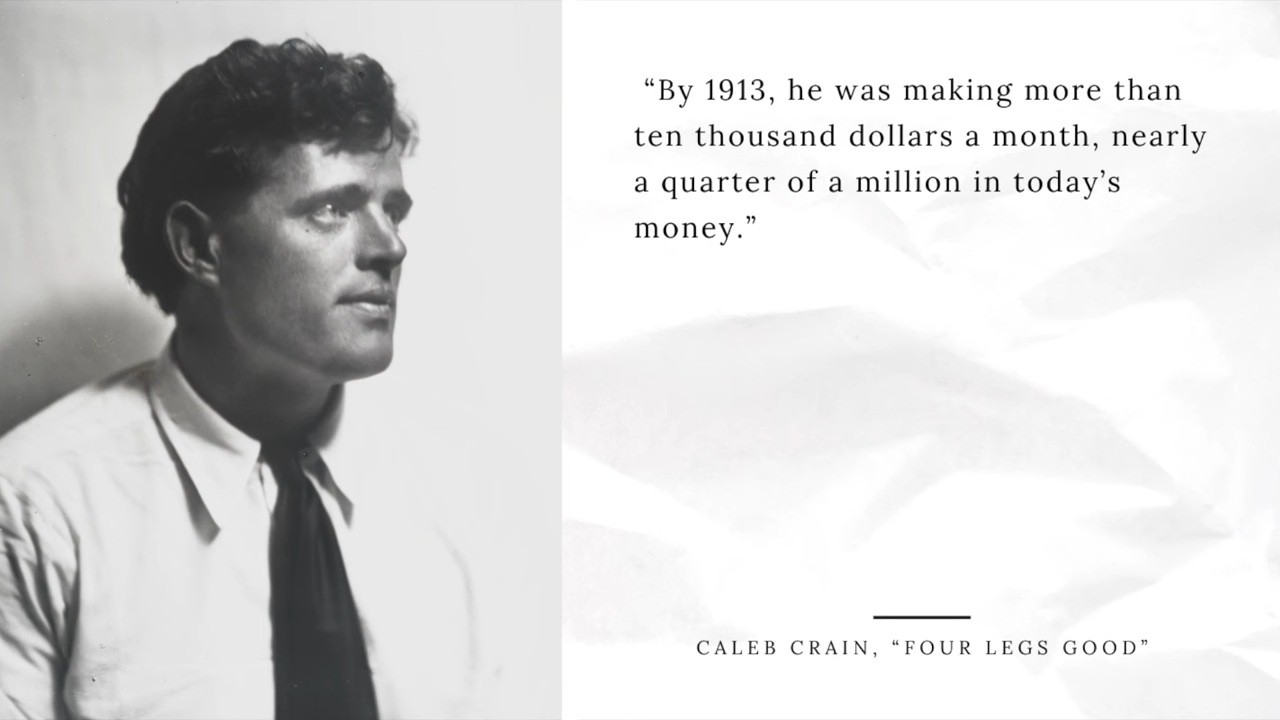 “By 1913, he was making more than
ten thousand dollars a month, nearly
a quarter of a million in today’s
money.”
CALEB CRAIN, “FOUR LEGS GOOD”